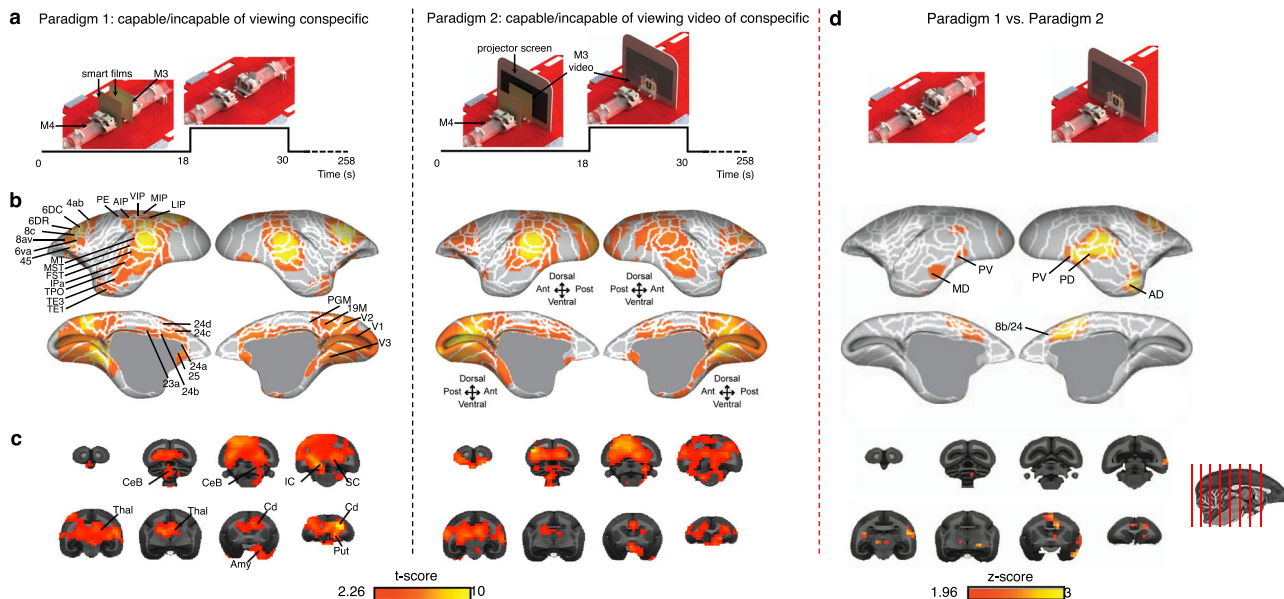 a
Paradigm 1: capable/incapable of viewing conspecific
smart films
M3
M4
0
18
30
258
Time (s)
Paradigm 2: capable/incapable of viewing video of conspecific
projector screen
M3
video
M4
0
18
30
258
Time (s)
d
Paradigm 1 vs. Paradigm 2
b
4ab
6DC
6DR
8c
8av
6va
45
MT
MST
FST
IPa
TPO
TE3
TE1
PE
AIP
VIP
MIP
LIP
24d
24c
24a
25
24b
23a
PGM
19M
V2
V1
V3
Dorsal
Ant
Post
Ventral
Dorsal
Post
Ant
Ventral
Dorsal
Post
Ant
Ventral
Dorsal
Ant
Post
Ventral
PV
MD
PV
PD
AD
8b/24
c
CeB
CeB
IC
SC
Thal
Thal
Cd
Amy
Cd
Put
t-score
2.26
10
z-score
1.96
3